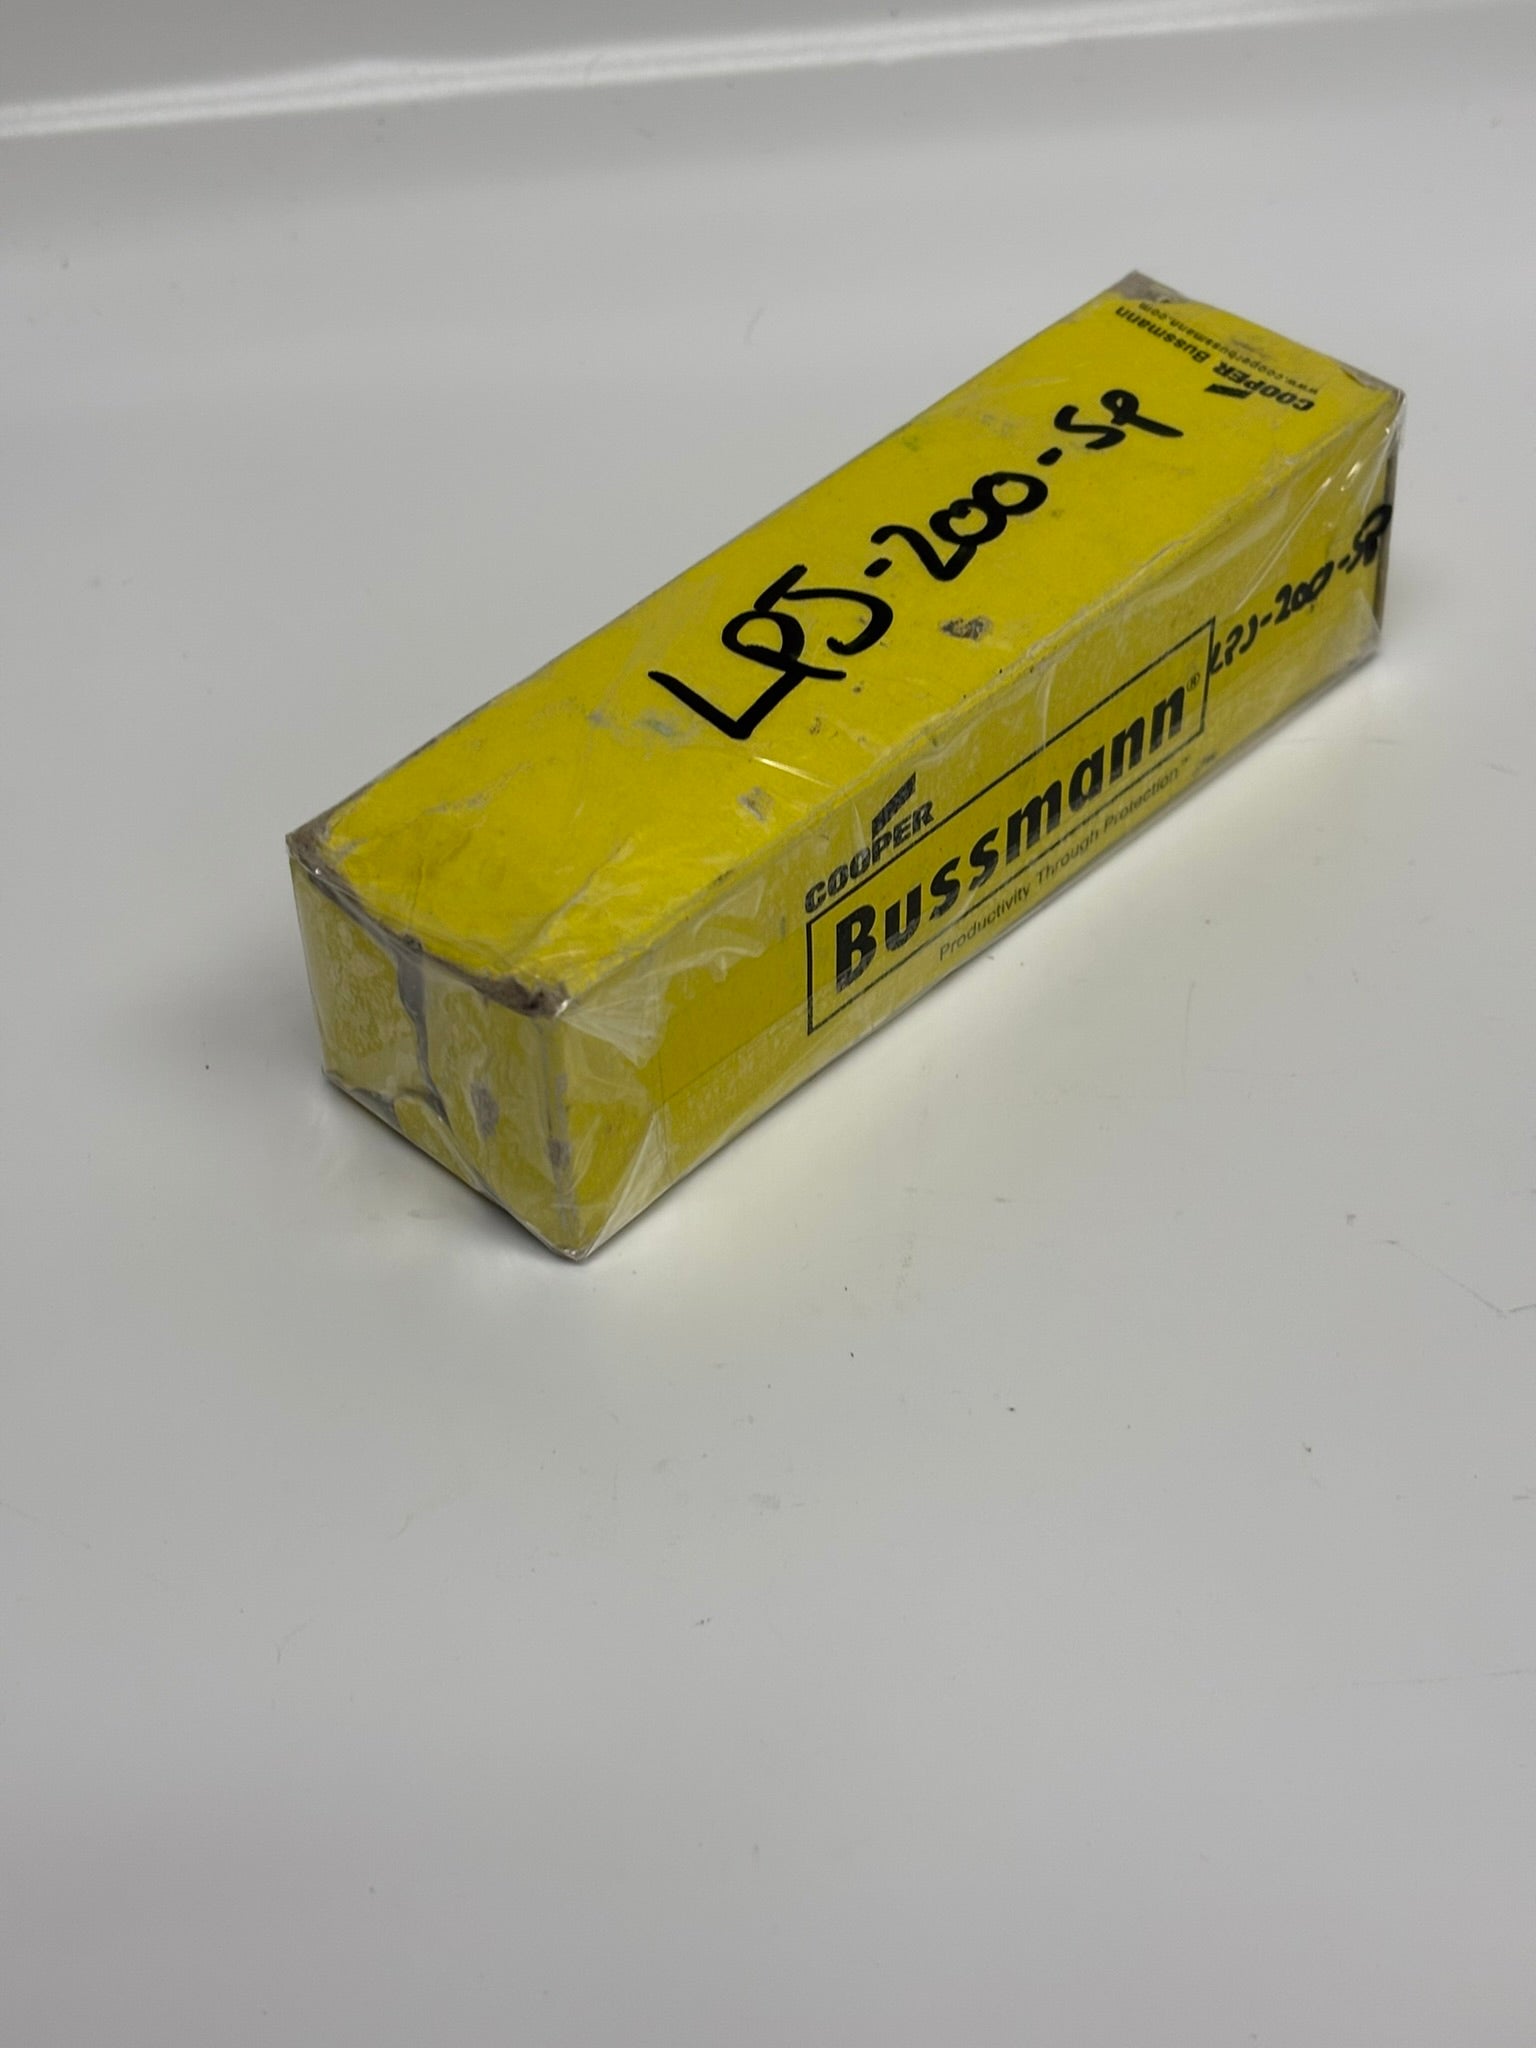 COOPER Bussmann
www.cooperbussmann.com
LPJ-200-SP
COOPER
Bussmann®
Productivity Through Protection™
LPJ-200-SP